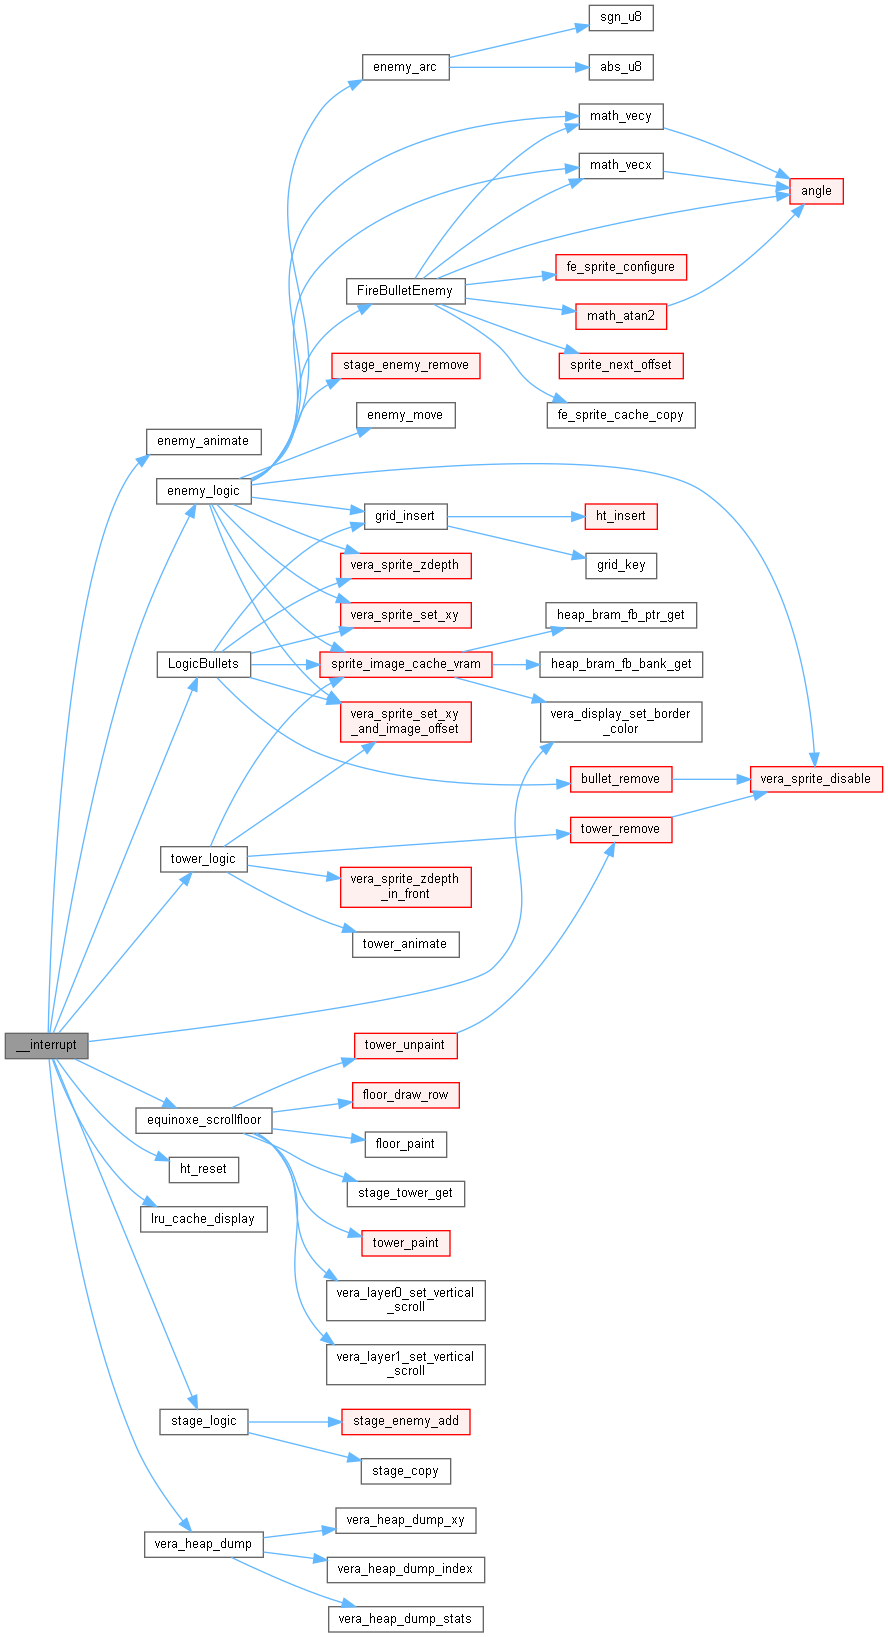 sgn_u8
enemy_arc
abs_u8
math_vecy
math_vecx
angle
fe_sprite_configure
FireBulletEnemy
math_atan2
stage_enemy_remove
sprite_next_offset
enemy_move
fe_sprite_cache_copy
enemy_animate
enemy_logic
grid_insert
ht_insert
vera_sprite_zdepth
grid_key
vera_sprite_set_xy
heap_bram_fb_ptr_get
LogicBullets
sprite_image_cache_vram
heap_bram_fb_bank_get
vera_sprite_set_xy
_and_image_offset
vera_display_set_border
_color
bullet_remove
vera_sprite_disable
tower_remove
tower_logic
vera_sprite_zdepth
_in_front
tower_animate
__interrupt
tower_unpaint
floor_draw_row
equinoxe_scrollfloor
floor_paint
ht_reset
stage_tower_get
lru_cache_display
tower_paint
vera_layer0_set_vertical
_scroll
vera_layer1_set_vertical
_scroll
stage_logic
stage_enemy_add
stage_copy
vera_heap_dump_xy
vera_heap_dump
vera_heap_dump_index
vera_heap_dump_stats